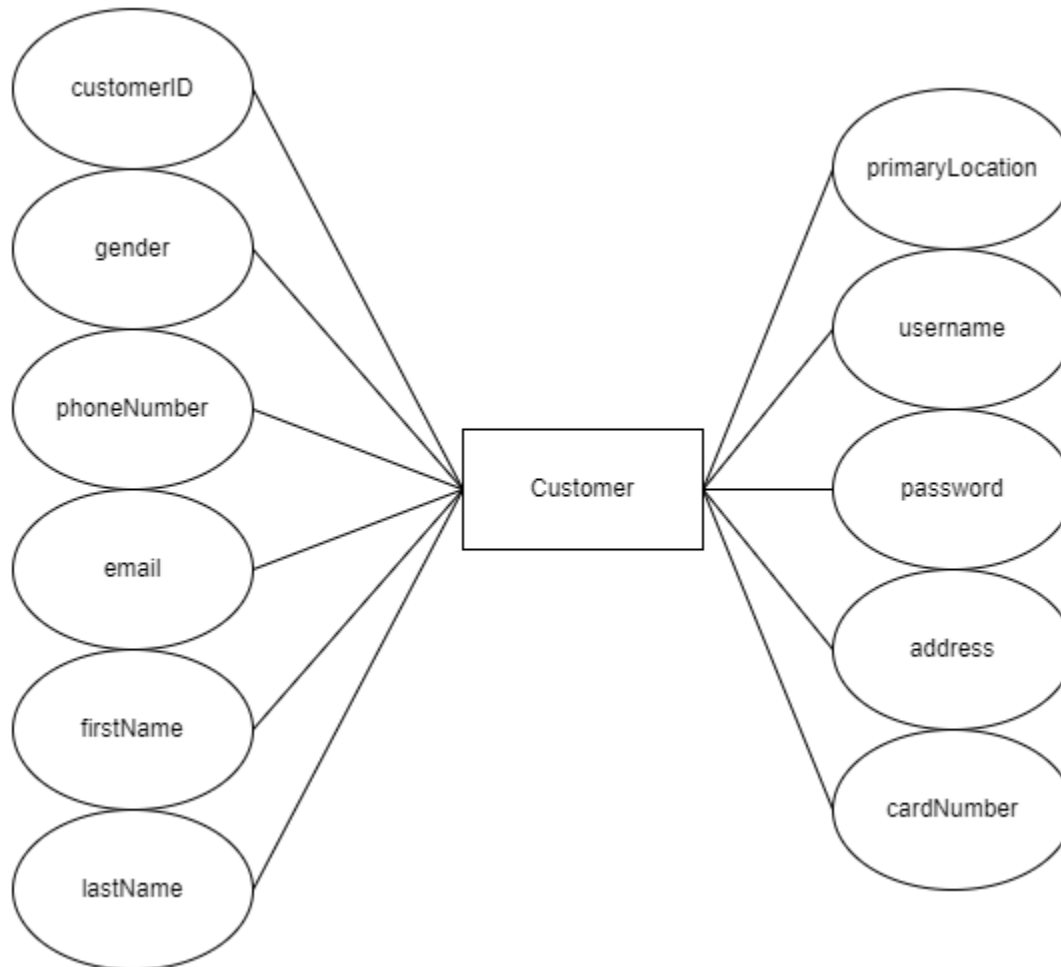 customerID
gender
phoneNumber
email
firstName
lastName
Customer
primaryLocation
username
password
address
cardNumber